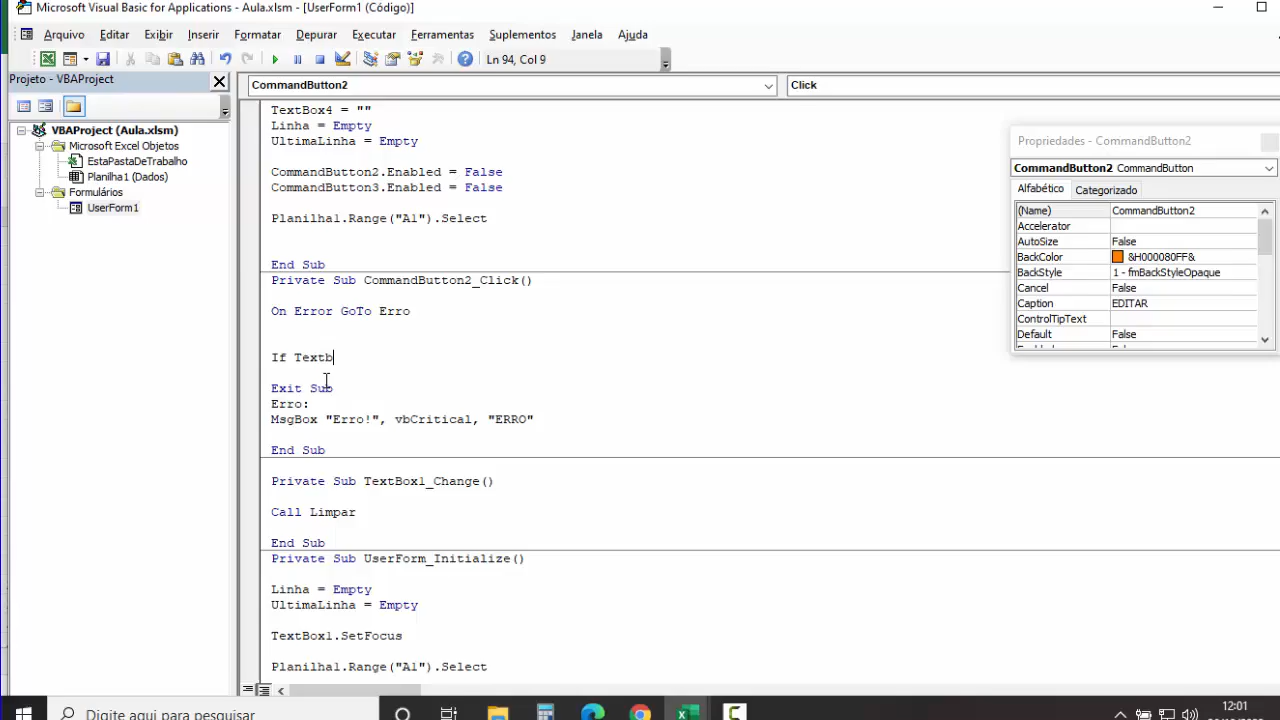 Microsoft Visual Basic for Applications - Aula.xlsm - [UserForm1 (Código)]
Arquivo Editar Exibir Inserir Formatar Depurar Executar Ferramentas Suplementos Janela Ajuda
Ln 94, Col 9
Projeto - VBAProject
VBAProject (Aula.xlsm)
Microsoft Excel Objetos
EstaPastaDeTrabalho
Planilha1 (Dados)
Formulários
UserForm1
CommandButton2
Click
TextBox4 = ""
Linha = Empty
UltimaLinha = Empty
CommandButton2.Enabled = False
CommandButton3.Enabled = False
Planilha1.Range("A1").Select
End Sub
Private Sub CommandButton2_Click()
On Error GoTo Erro
If Textb
Exit Sub
Erro:
MsgBox "Erro!", vbCritical, "ERRO"
End Sub
Private Sub TextBox1_Change()
Call Limpar
End Sub
Private Sub UserForm_Initialize()
Linha = Empty
UltimaLinha = Empty
TextBox1.SetFocus
Planilha1.Range("A1").Select
Propriedades - CommandButton2
CommandButton2 CommandButton
Alfabético Categorizado
(Name) CommandButton2
Accelerator
AutoSize False
BackColor &H000080FF&
BackStyle 1 - fmBackStyleOpaque
Cancel False
Caption EDITAR
ControlTipText
Default False
Digite aqui para pesquisar
12:01